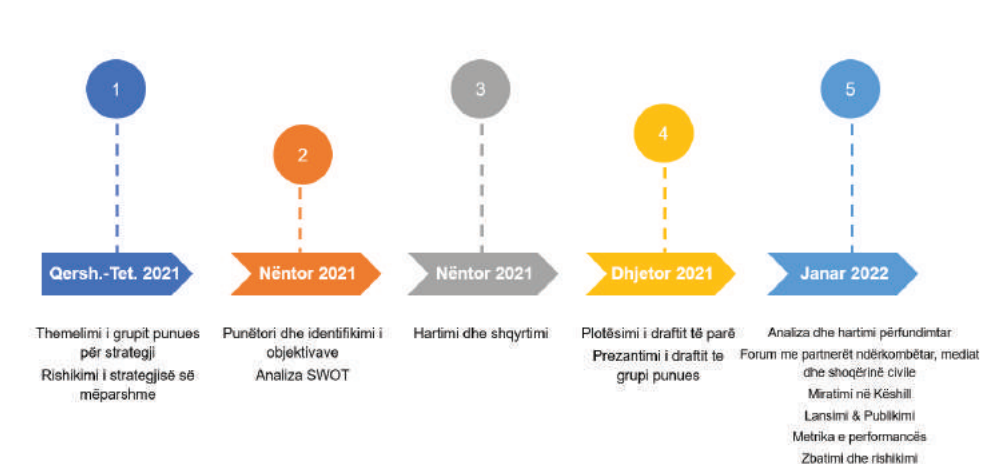 1
2
3
4
5
Qersh.-Tet. 2021
Nëntor 2021
Nëntor 2021
Dhjetor 2021
Janar 2022
Themelimi i grupit punues
për strategji
Rishikimi i strategjisë së
mëparshme
Punëtori dhe identifikimi i
objektivave
Analiza SWOT
Hartimi dhe shqyrtimi
Plotësimi i draftit të parë
Prezantimi i draftit te
grupi punues
Analiza dhe hartimi përfundimtar
Forum me partnerët ndërkombëtar, mediat
dhe shoqërinë civile
Miratimi në Këshill
Lansimi & Publikimi
Metrika e performancës
Zbatimi dhe rishikimi